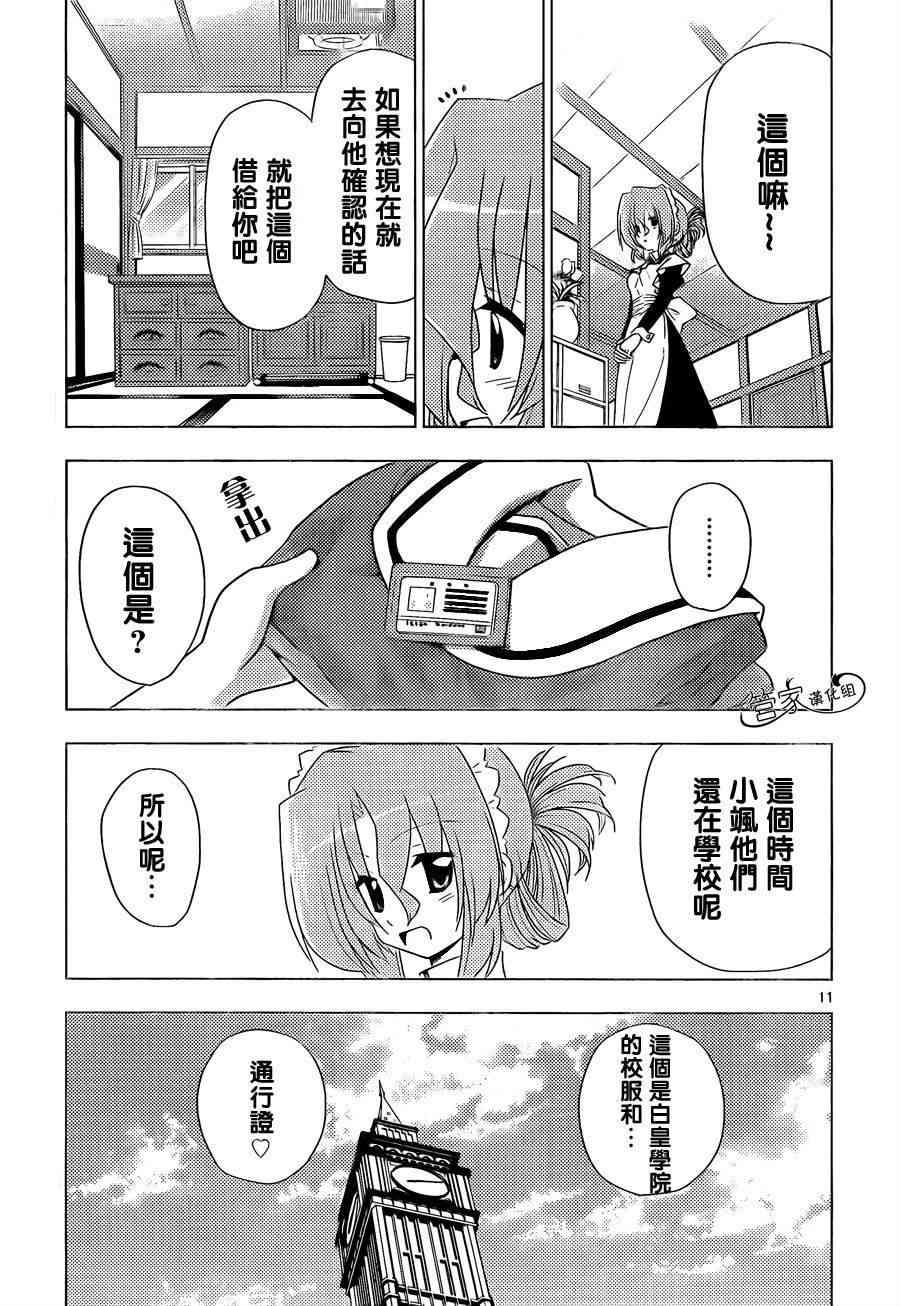 這個嘛~~
如果想現在就
去向他確認的話
就把這個
借給你吧
……
拿出
這個是?
管家漢化組
這個時間
小颯他們
還在學校呢
所以呢…
11
這個是白皇學院
的校服和…
通行證
♡